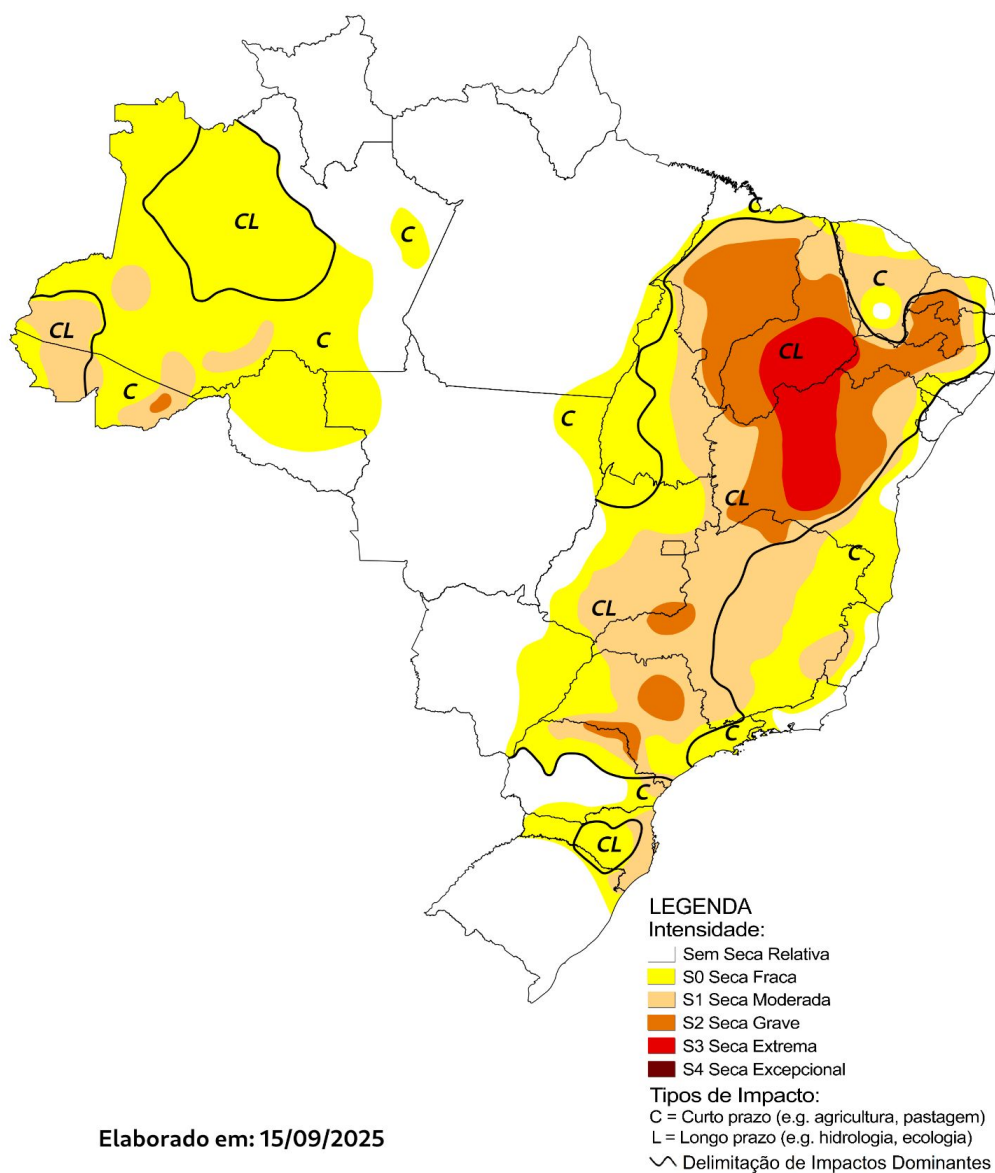 CL
C
C
CL
C
C
CL
C
CL
C
CL
C
CL
C
C
CL
LEGENDA
Intensidade:
Sem Seca Relativa
S0 Seca Fraca
S1 Seca Moderada
S2 Seca Grave
S3 Seca Extrema
S4 Seca Excepcional
Tipos de Impacto:
C = Curto prazo (e.g. agricultura, pastagem)
L = Longo prazo (e.g. hidrologia, ecologia)
Delimitação de Impactos Dominantes
Elaborado em: 15/09/2025